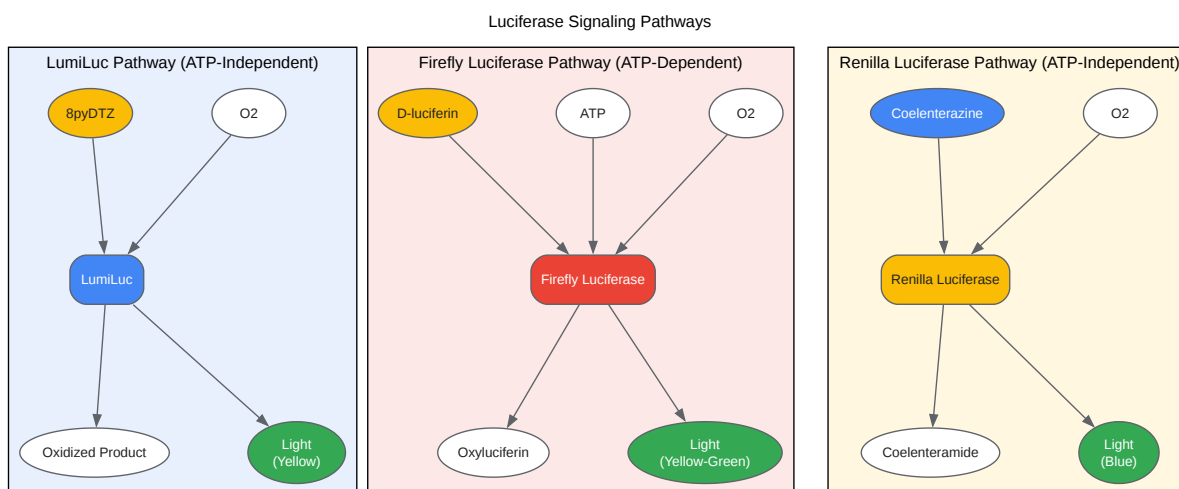 Luciferase Signaling Pathways
LumiLuc Pathway (ATP-Independent)
8pyDTZ
O2
LumiLuc
Oxidized Product
Light
(Yellow)
Firefly Luciferase Pathway (ATP-Dependent)
D-luciferin
ATP
O2
Firefly Luciferase
Oxyluciferin
Light
(Yellow-Green)
Renilla Luciferase Pathway (ATP-Independent)
Coelenterazine
O2
Renilla Luciferase
Coelenteramide
Light
(Blue)